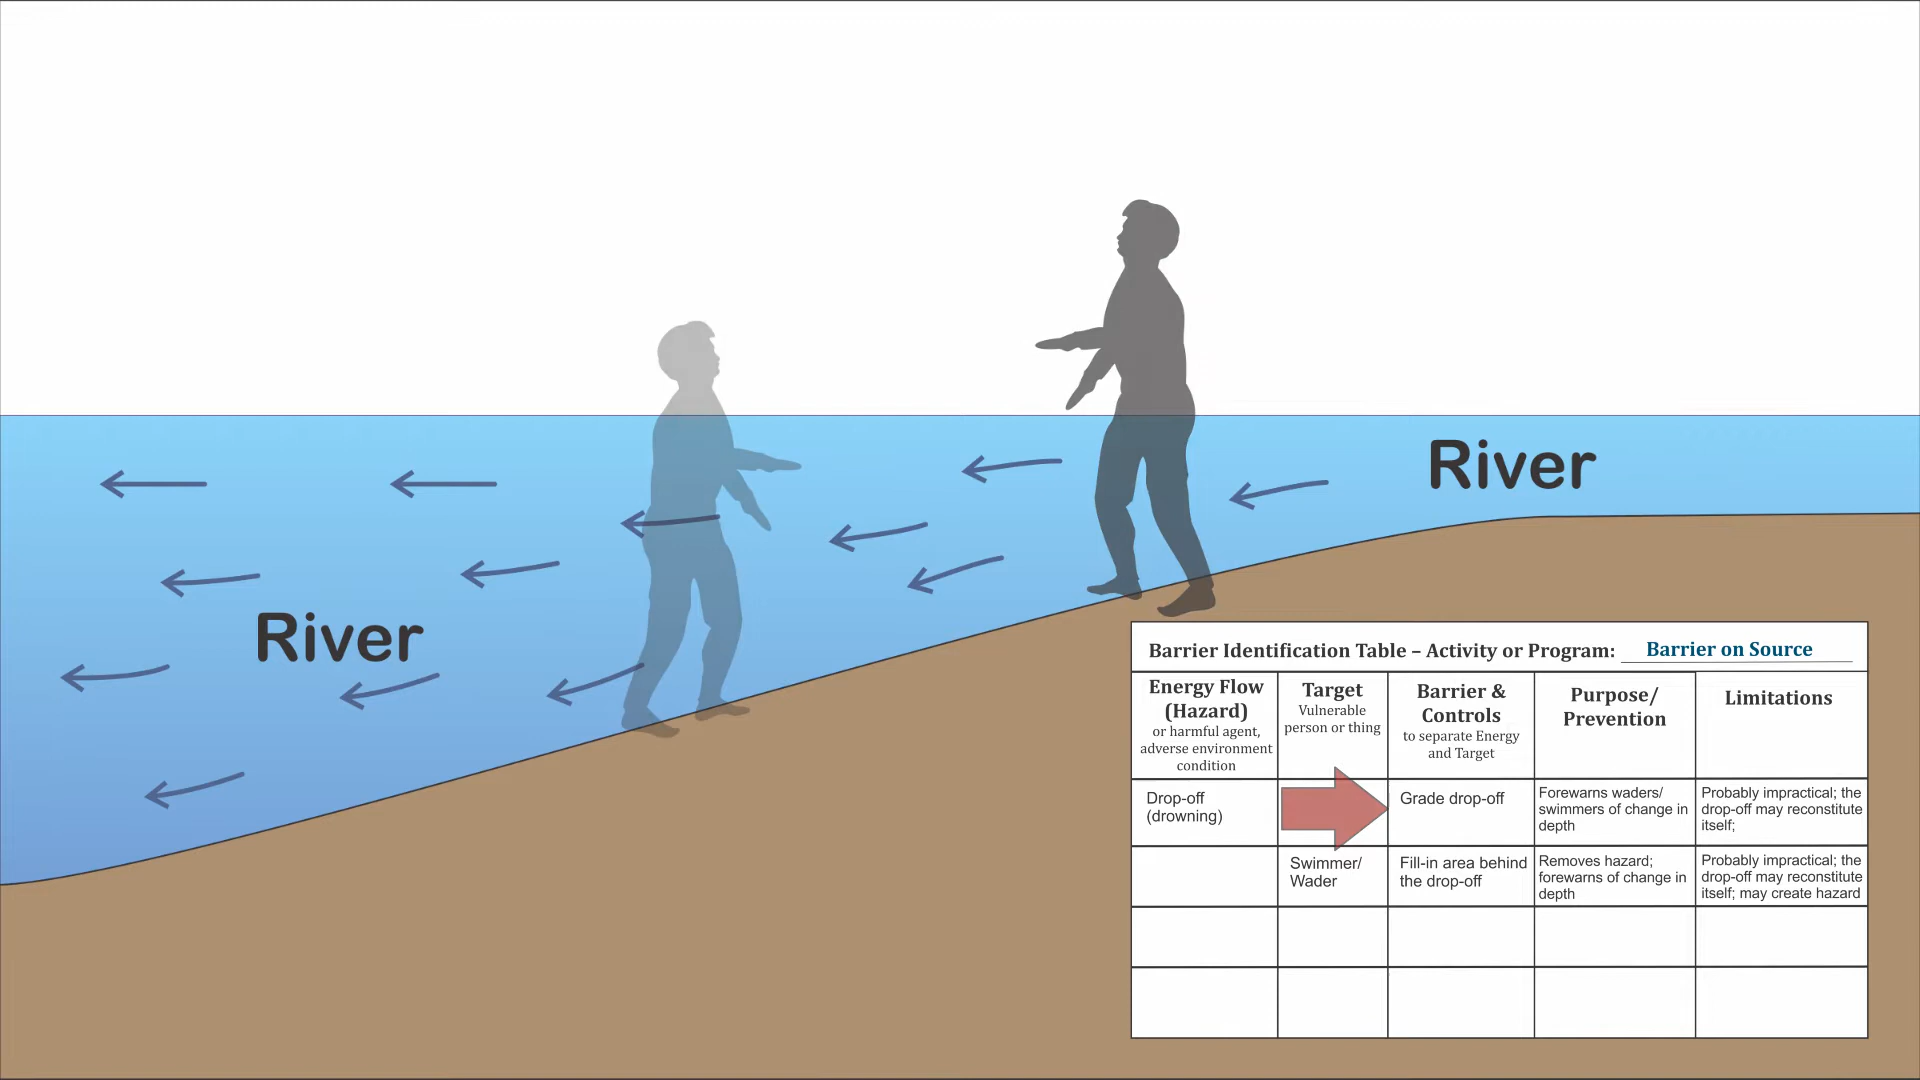 River
River
Barrier Identification Table – Activity or Program: Barrier on Source
Energy Flow
(Hazard)
or harmful agent,
adverse environment
condition
Target
Vulnerable
person or thing
Barrier &
Controls
to separate Energy
and Target
Purpose/
Prevention
Limitations
Drop-off
(drowning)
Grade drop-off
Forewarns waders/
swimmers of change in
depth
Probably impractical; the
drop-off may reconstitute
itself;
Swimmer/
Wader
Fill-in area behind
the drop-off
Removes hazard;
forewarns of change in
depth
Probably impractical; the
drop-off may reconstitute
itself; may create hazard